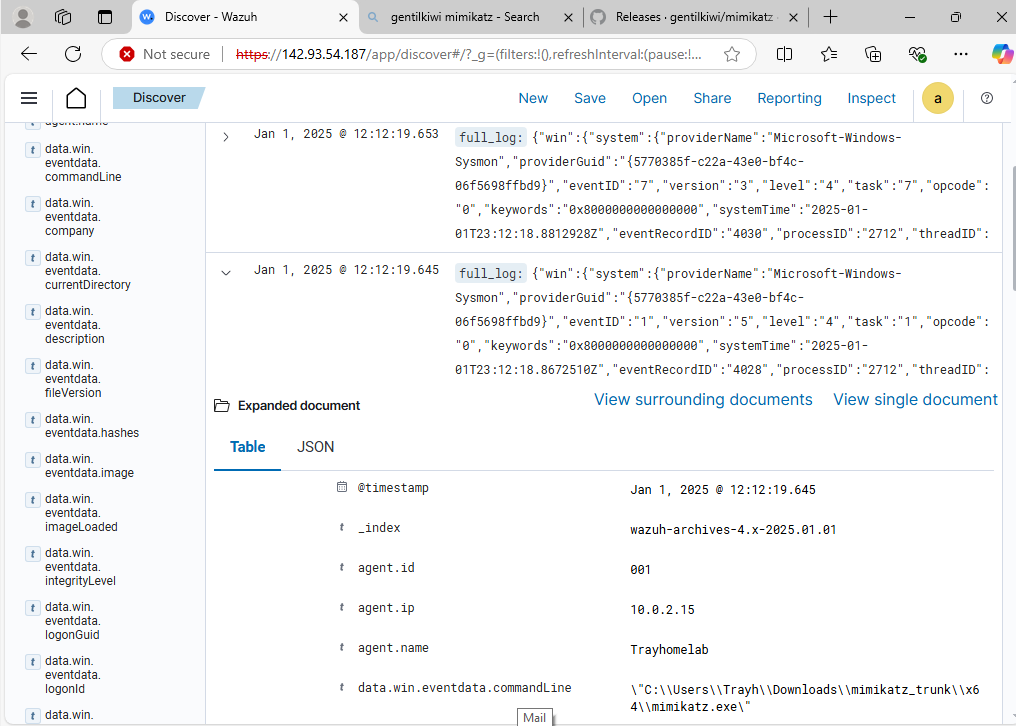 Discover - Wazuh
gentilkiwi mimikatz - Search
Releases · gentilkiwi/mimikatz
Not secure
https://142.93.54.187/app/discover#/?_g=(filters:!(),refreshInterval:(pause:!...
Discover
New
Save
Open
Share
Reporting
Inspect
a
t agent.name
t data.win.
eventdata.
commandLine
t data.win.
eventdata.
company
t data.win.
eventdata.
currentDirectory
t data.win.
eventdata.
description
t data.win.
eventdata.
fileVersion
t data.win.
eventdata.hashes
t data.win.
eventdata.image
t data.win.
eventdata.
imageLoaded
t data.win.
eventdata.
integrityLevel
t data.win.
eventdata.
logonGuid
t data.win.
eventdata.
logonId
t data.win.
Jan 1, 2025 @ 12:12:19.653
full_log: {"win":{"system":{"providerName":"Microsoft-Windows-
Sysmon","providerGuid":"{5770385f-c22a-43e0-bf4c-
06f5698ffbd9}","eventID":"7","version":"3","level":"4","task":"7","opcode":
"0","keywords":"0x8000000000000000","systemTime":"2025-01-
01T23:12:18.8812928Z","eventRecordID":"4030","processID":"2712","threadID":
Jan 1, 2025 @ 12:12:19.645
full_log: {"win":{"system":{"providerName":"Microsoft-Windows-
Sysmon","providerGuid":"{5770385f-c22a-43e0-bf4c-
06f5698ffbd9}","eventID":"1","version":"5","level":"4","task":"1","opcode":
"0","keywords":"0x8000000000000000","systemTime":"2025-01-
01T23:12:18.8672510Z","eventRecordID":"4028","processID":"2712","threadID":
Expanded document
View surrounding documents
View single document
Table
JSON
@timestamp
Jan 1, 2025 @ 12:12:19.645
t _index
wazuh-archives-4.x-2025.01.01
t agent.id
001
t agent.ip
10.0.2.15
t agent.name
Trayhomelab
t data.win.eventdata.commandLine
\"C:\\Users\\Trayh\\Downloads\\mimikatz_trunk\\x6
4\\mimikatz.exe\"
Mail